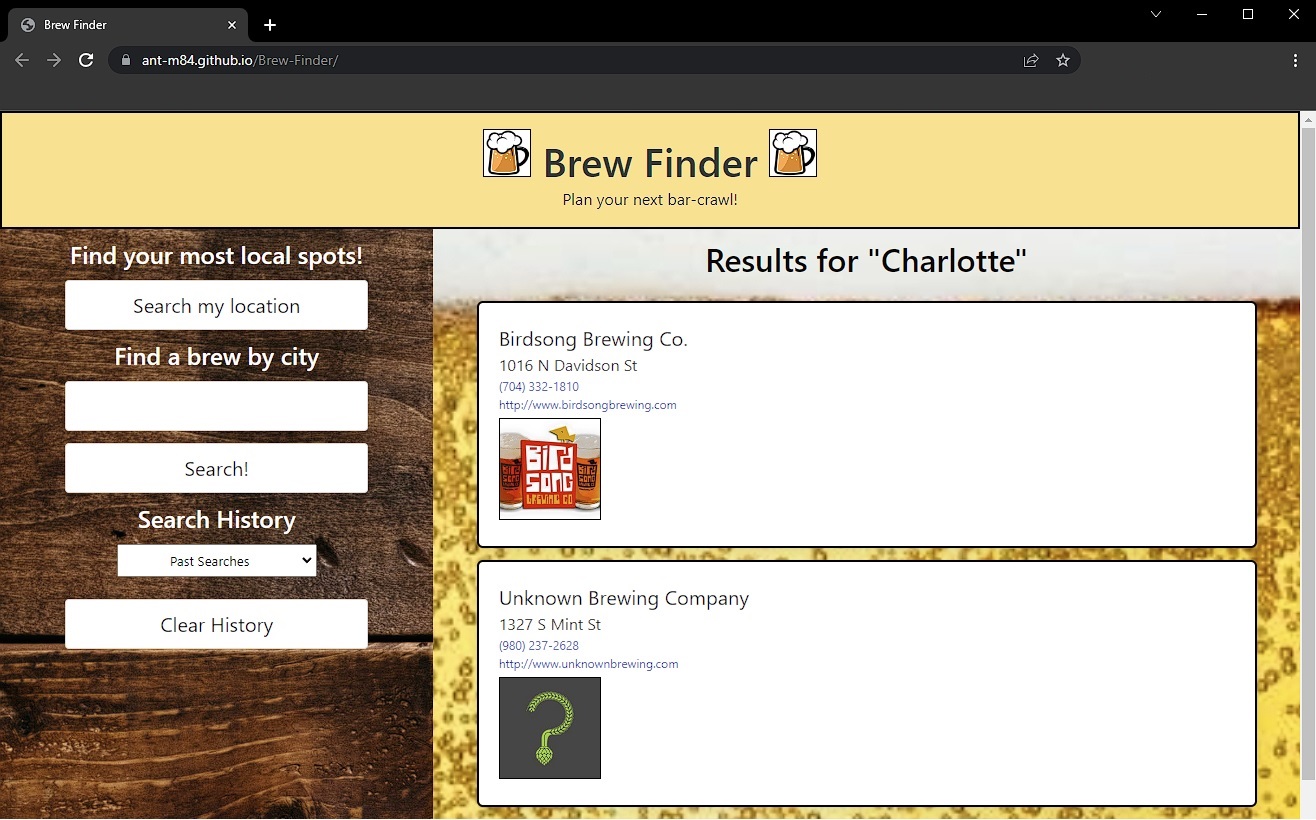 Brew Finder
ant-m84.github.io/Brew-Finder/
Brew Finder
Plan your next bar-crawl!
Find your most local spots!
Search my location
Find a brew by city
Search!
Search History
Past Searches
Clear History
Results for "Charlotte"
Birdsong Brewing Co.
1016 N Davidson St
(704) 332-1810
http://www.birdsongbrewing.com
BIRD
SONG
BREWING CO
BIRD
SONG
Unknown Brewing Company
1327 S Mint St
(980) 237-2628
http://www.unknownbrewing.com